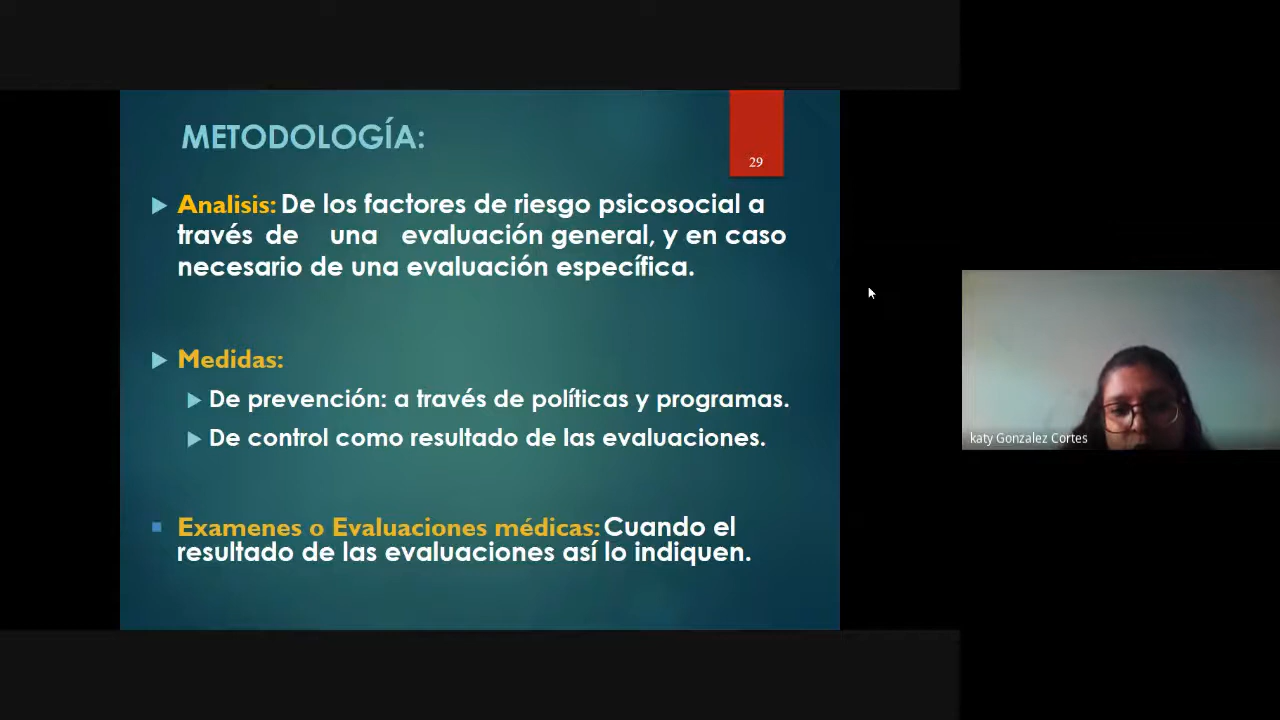 METODOLOGÍA:
29
Analisis: De los factores de riesgo psicosocial a
través de una evaluación general, y en caso
necesario de una evaluación específica.
Medidas:
De prevención: a través de políticas y programas.
De control como resultado de las evaluaciones.
Examenes o Evaluaciones médicas: Cuando el
resultado de las evaluaciones así lo indiquen.
katy Gonzalez Cortes